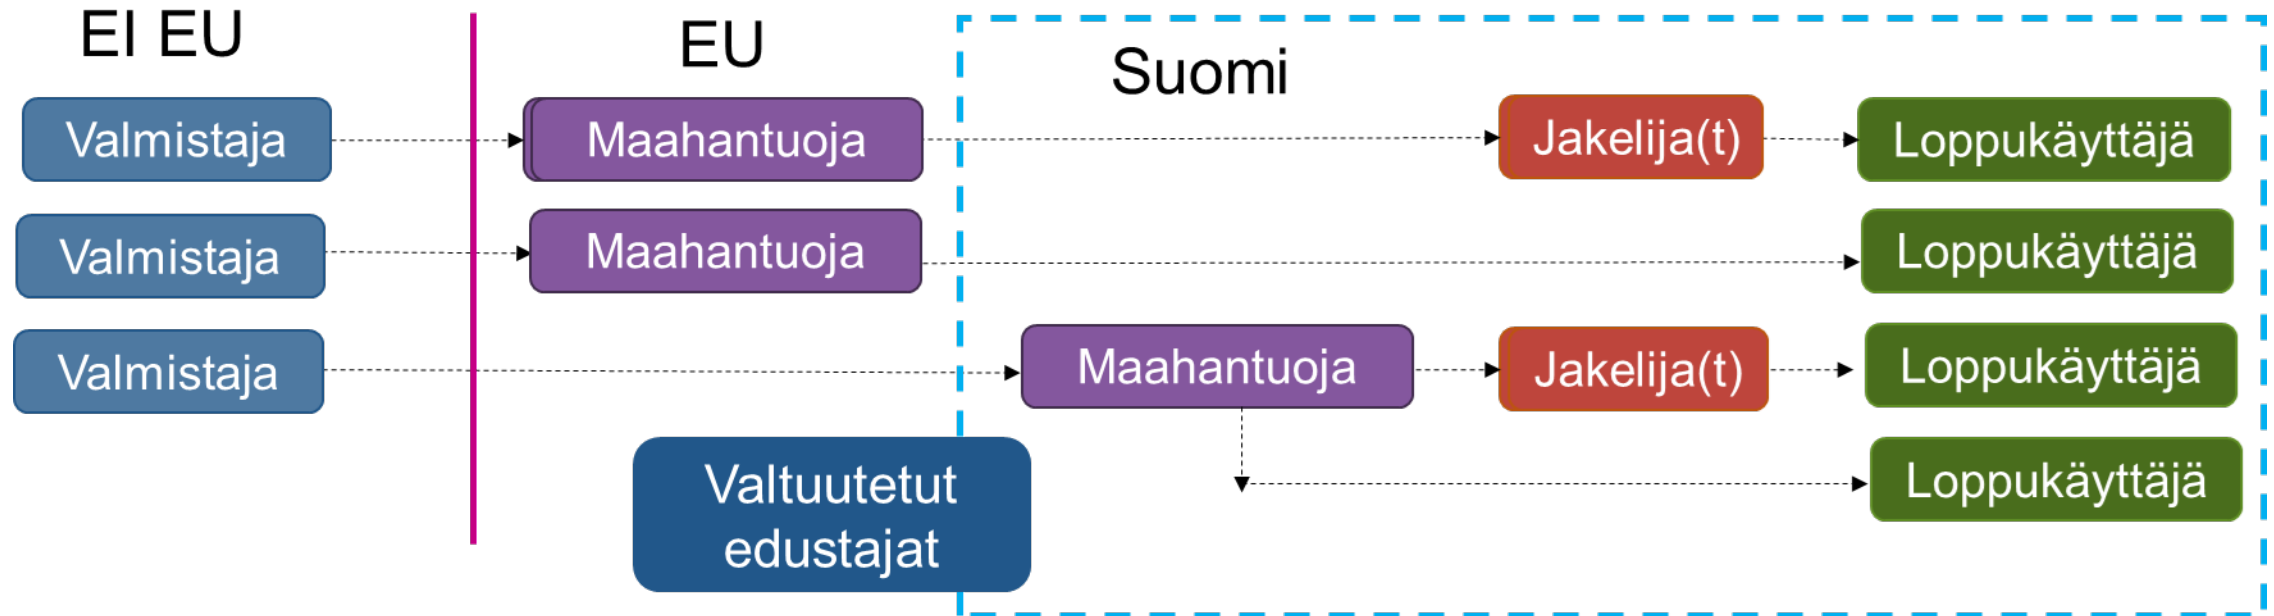 EI EU
EU
Suomi
Valmistaja
Maahantuoja
Jakelija(t)
Loppukäyttäjä
Valmistaja
Maahantuoja
Loppukäyttäjä
Valmistaja
Maahantuoja
Jakelija(t)
Loppukäyttäjä
Valtuutetut
edustajat
Loppukäyttäjä